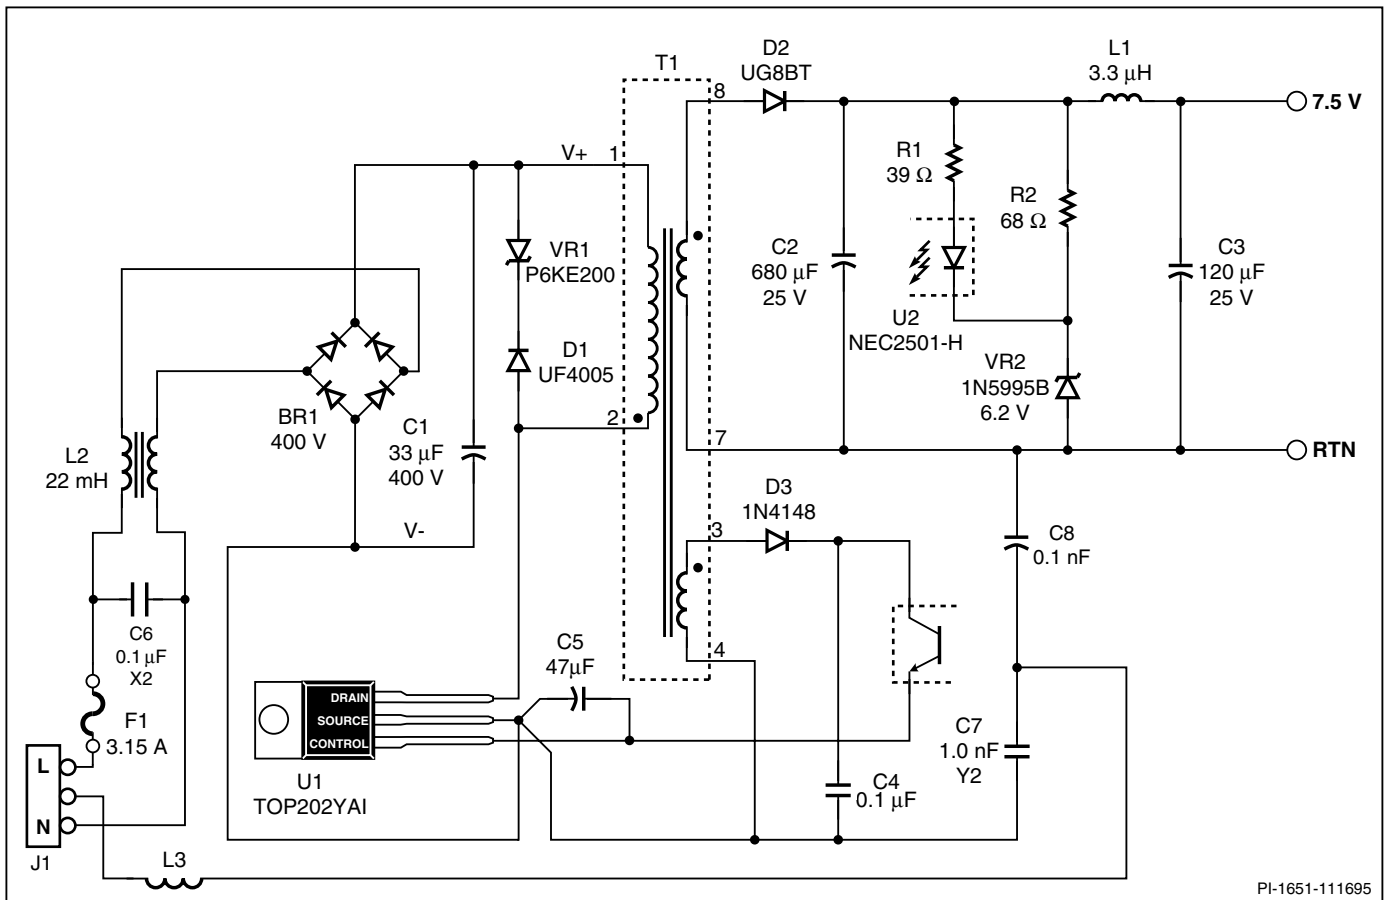 D2
UG8BT
L1
3.3 µH
T1
8
7.5 V
R1
39 Ω
V+
1
R2
68 Ω
VR1
P6KE200
C2
680 µF
25 V
C3
120 µF
25 V
U2
NEC2501-H
D1
UF4005
VR2
1N5995B
6.2 V
BR1
400 V
C1
33 µF
400 V
2
7
RTN
L2
22 mH
D3
1N4148
V-
3
C8
0.1 nF
C6
0.1 µF
X2
C5
47µF
4
DRAIN
SOURCE
CONTROL
F1
3.15 A
C7
1.0 nF
Y2
L
N
J1
U1
TOP202YAI
C4
0.1 µF
L3
PI-1651-111695